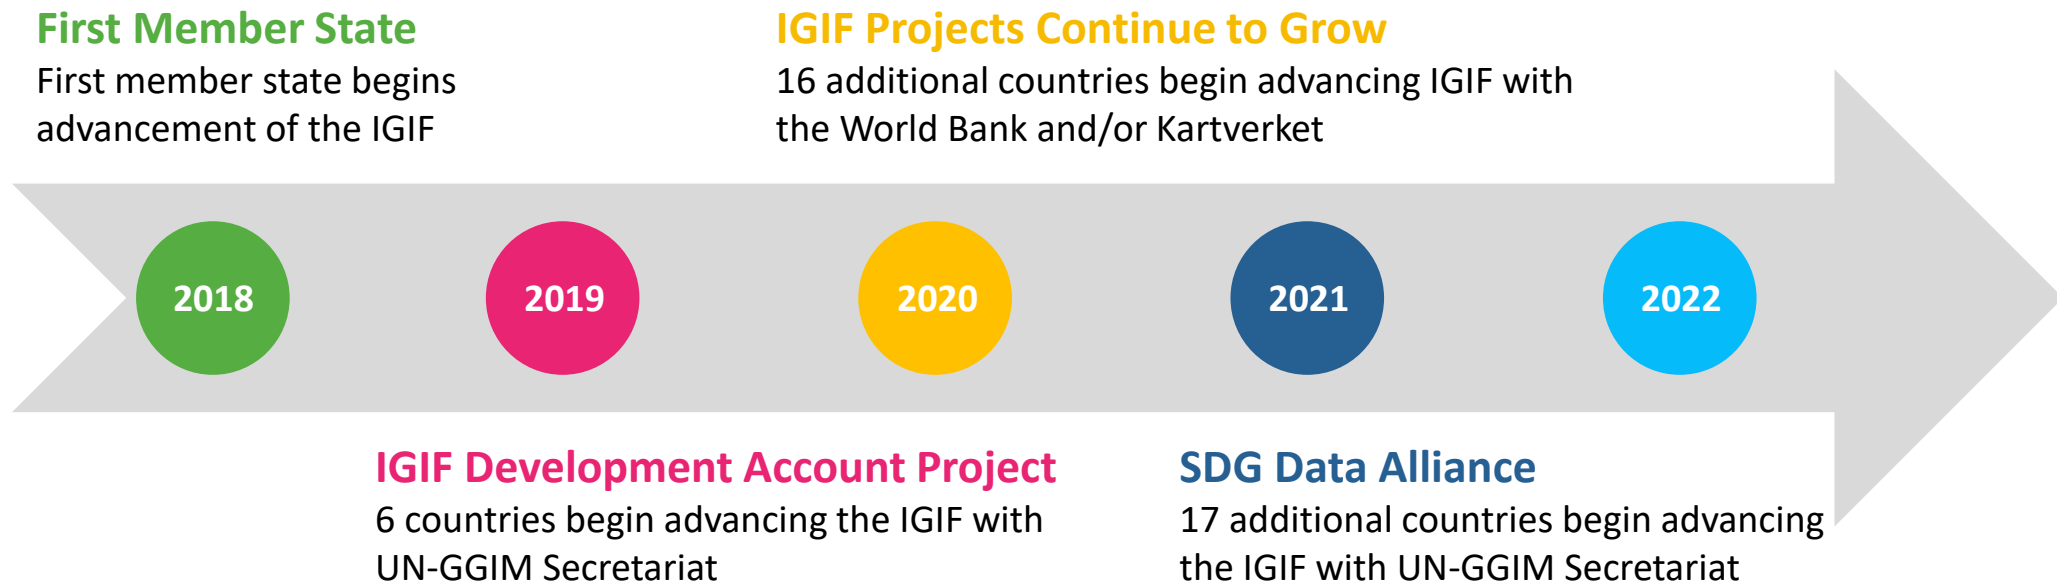 First Member State
First member state begins
advancement of the IGIF
IGIF Projects Continue to Grow
16 additional countries begin advancing IGIF with
the World Bank and/or Kartverket
2018
2019
2020
2021
2022
IGIF Development Account Project
6 countries begin advancing the IGIF with
UN-GGIM Secretariat
SDG Data Alliance
17 additional countries begin advancing
the IGIF with UN-GGIM Secretariat